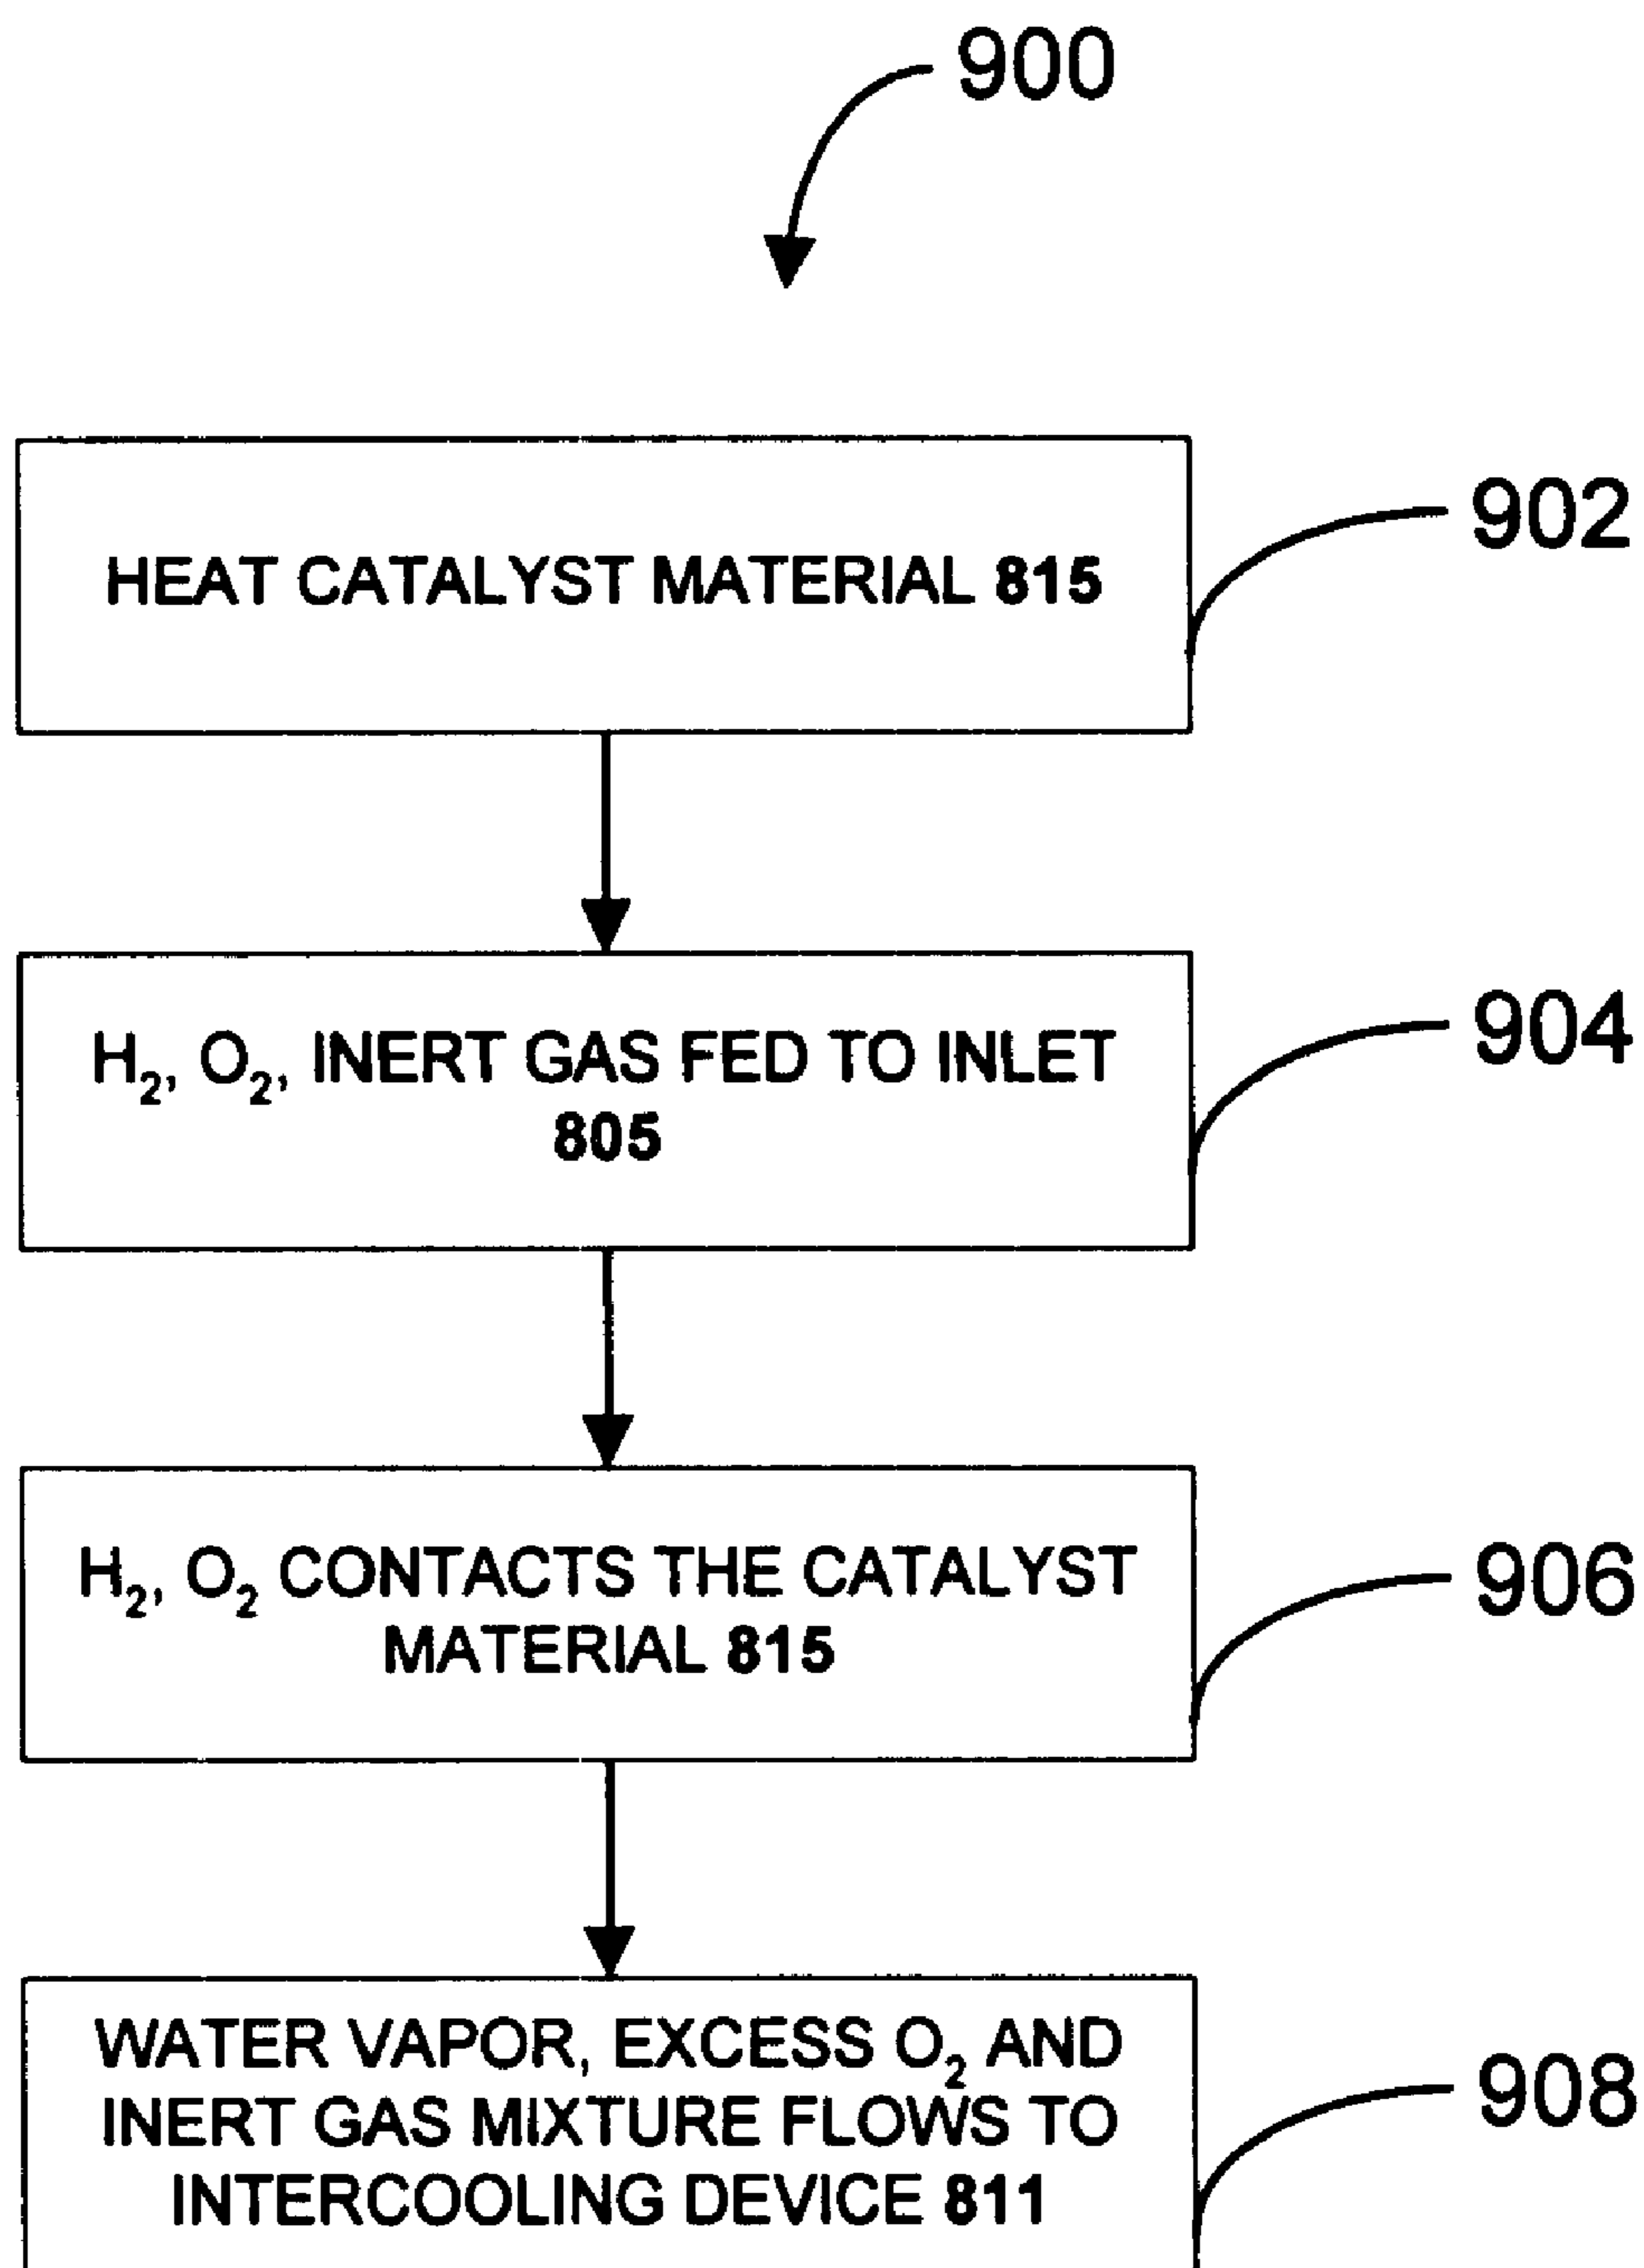 900
HEAT CATALYST MATERIAL 815
902
H₂, O₂, INERT GAS FED TO INLET
805
904
H₂, O₂ CONTACTS THE CATALYST
MATERIAL 815
906
WATER VAPOR, EXCESS O₂ AND
INERT GAS MIXTURE FLOWS TO
INTERCOOLING DEVICE 811
908